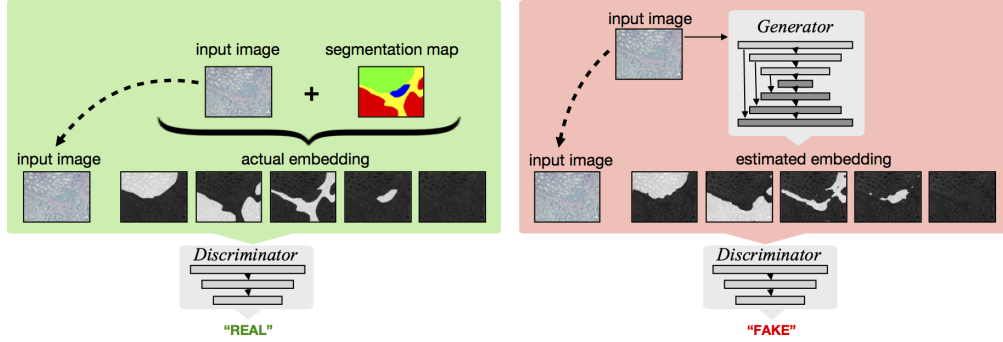 input image
segmentation map
+
input image
actual embedding
Discriminator
“REAL”
input image
Generator
input image
estimated embedding
Discriminator
“FAKE”